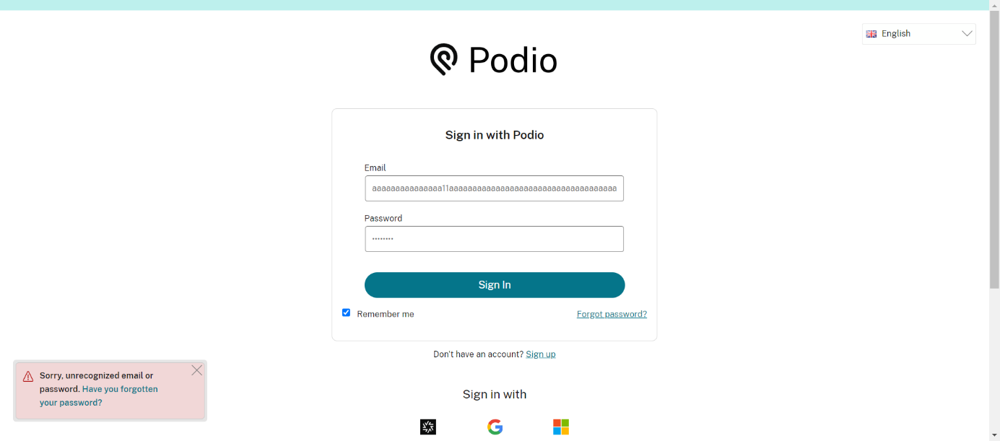 English
Podio
Sign in with Podio
Email
aaaaaaaaaaaaaaa11aaaaaaaaaaaaaaaaaaaaaaaaaaaaaaaaaaaa
Password
••••••••
Sign In
Remember me
Forgot password?
Don't have an account? Sign up
Sorry, unrecognized email or
password. Have you forgotten
your password?
Sign in with